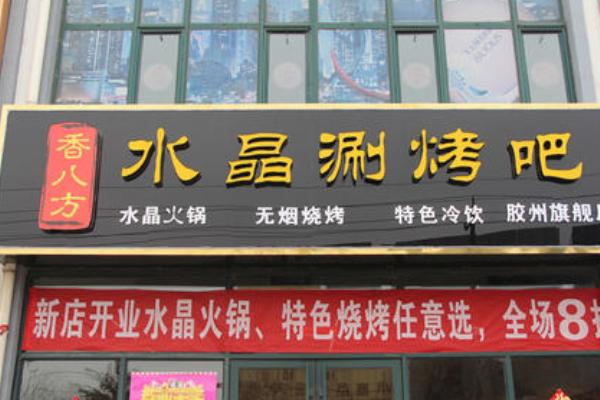 香八方
水晶涮烤吧
水晶火锅 无烟烧烤 特色冷饮 胶州旗舰
新店开业水晶火锅、特色烧烤任意选，全场8折